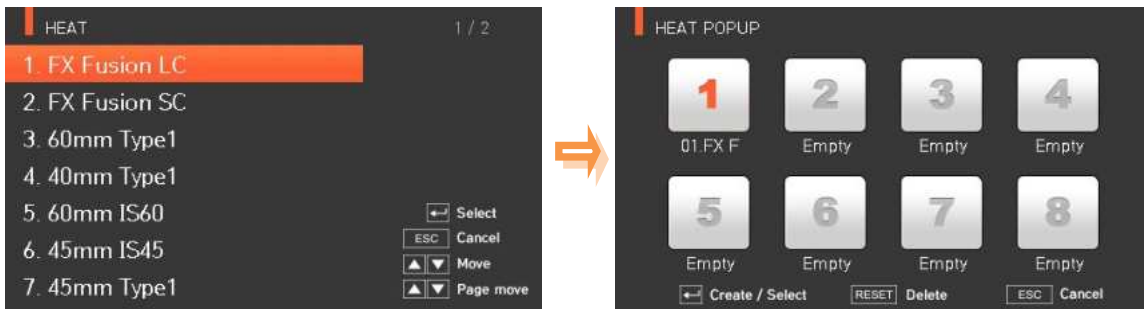 HEAT 1 / 2
1. FX Fusion LC
2. FX Fusion SC
3. 60mm Type1
4. 40mm Type1
5. 60mm IS60
6. 45mm IS45
7. 45mm Type1
Select
ESC Cancel
▲ ▼ Move
▲ ▼ Page move
HEAT POPUP
1 2 3 4
01.FX F Empty Empty Empty
5 6 7 8
Empty Empty Empty Empty
Create / Select RESET Delete ESC Cancel